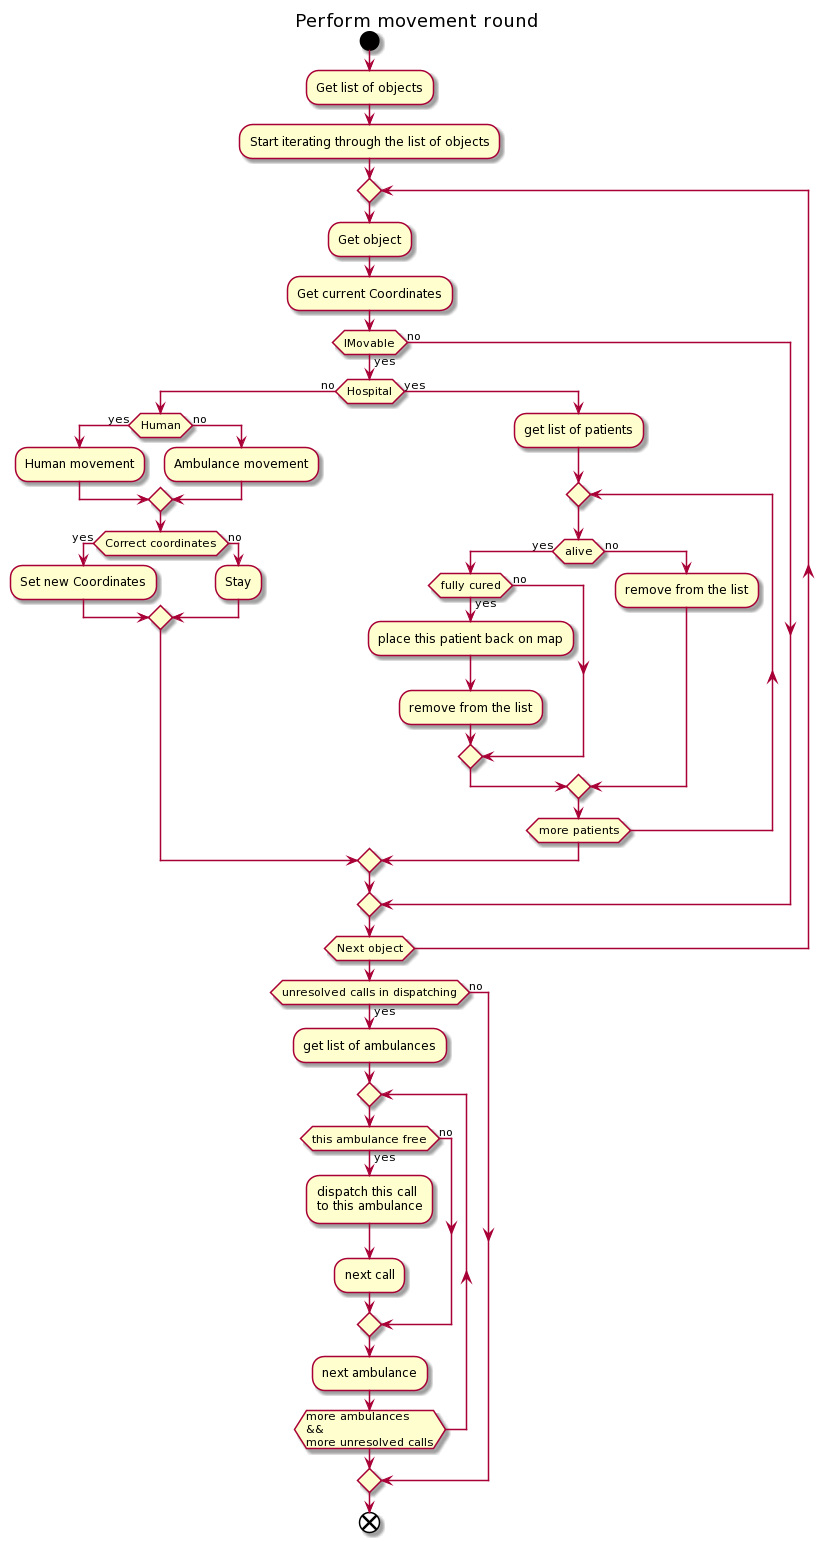 Perform movement round
Get list of objects
Start iterating through the list of objects
Get object
Get current Coordinates
IMovable
no
yes
no
Hospital
yes
yes
Human
no
Human movement
Ambulance movement
yes
Correct coordinates
no
Set new Coordinates
Stay
get list of patients
yes
alive
no
fully cured
no
yes
remove from the list
place this patient back on map
remove from the list
more patients
Next object
unresolved calls in dispatching
no
yes
get list of ambulances
this ambulance free
no
yes
dispatch this call
to this ambulance
next call
next ambulance
more ambulances
&&
more unresolved calls